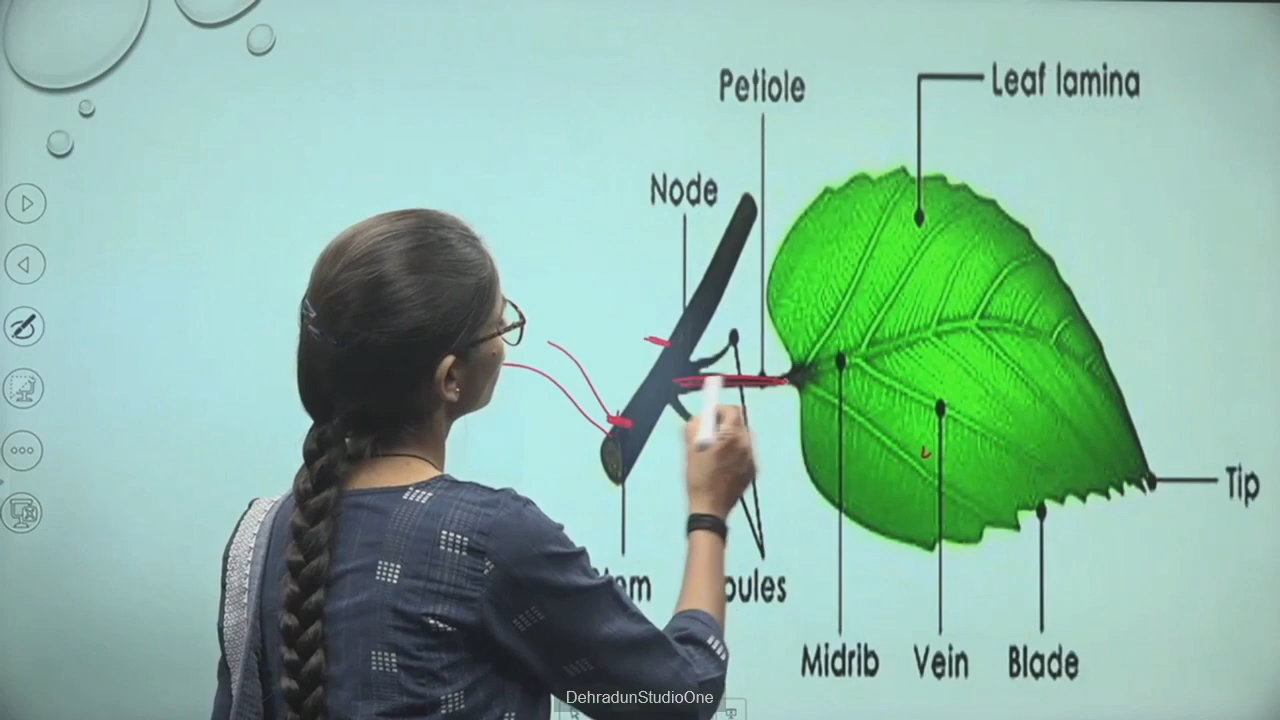 Leaf lamina
Petiole
Node
Tip
Midrib
Vein
Blade
DehradunStudioOne